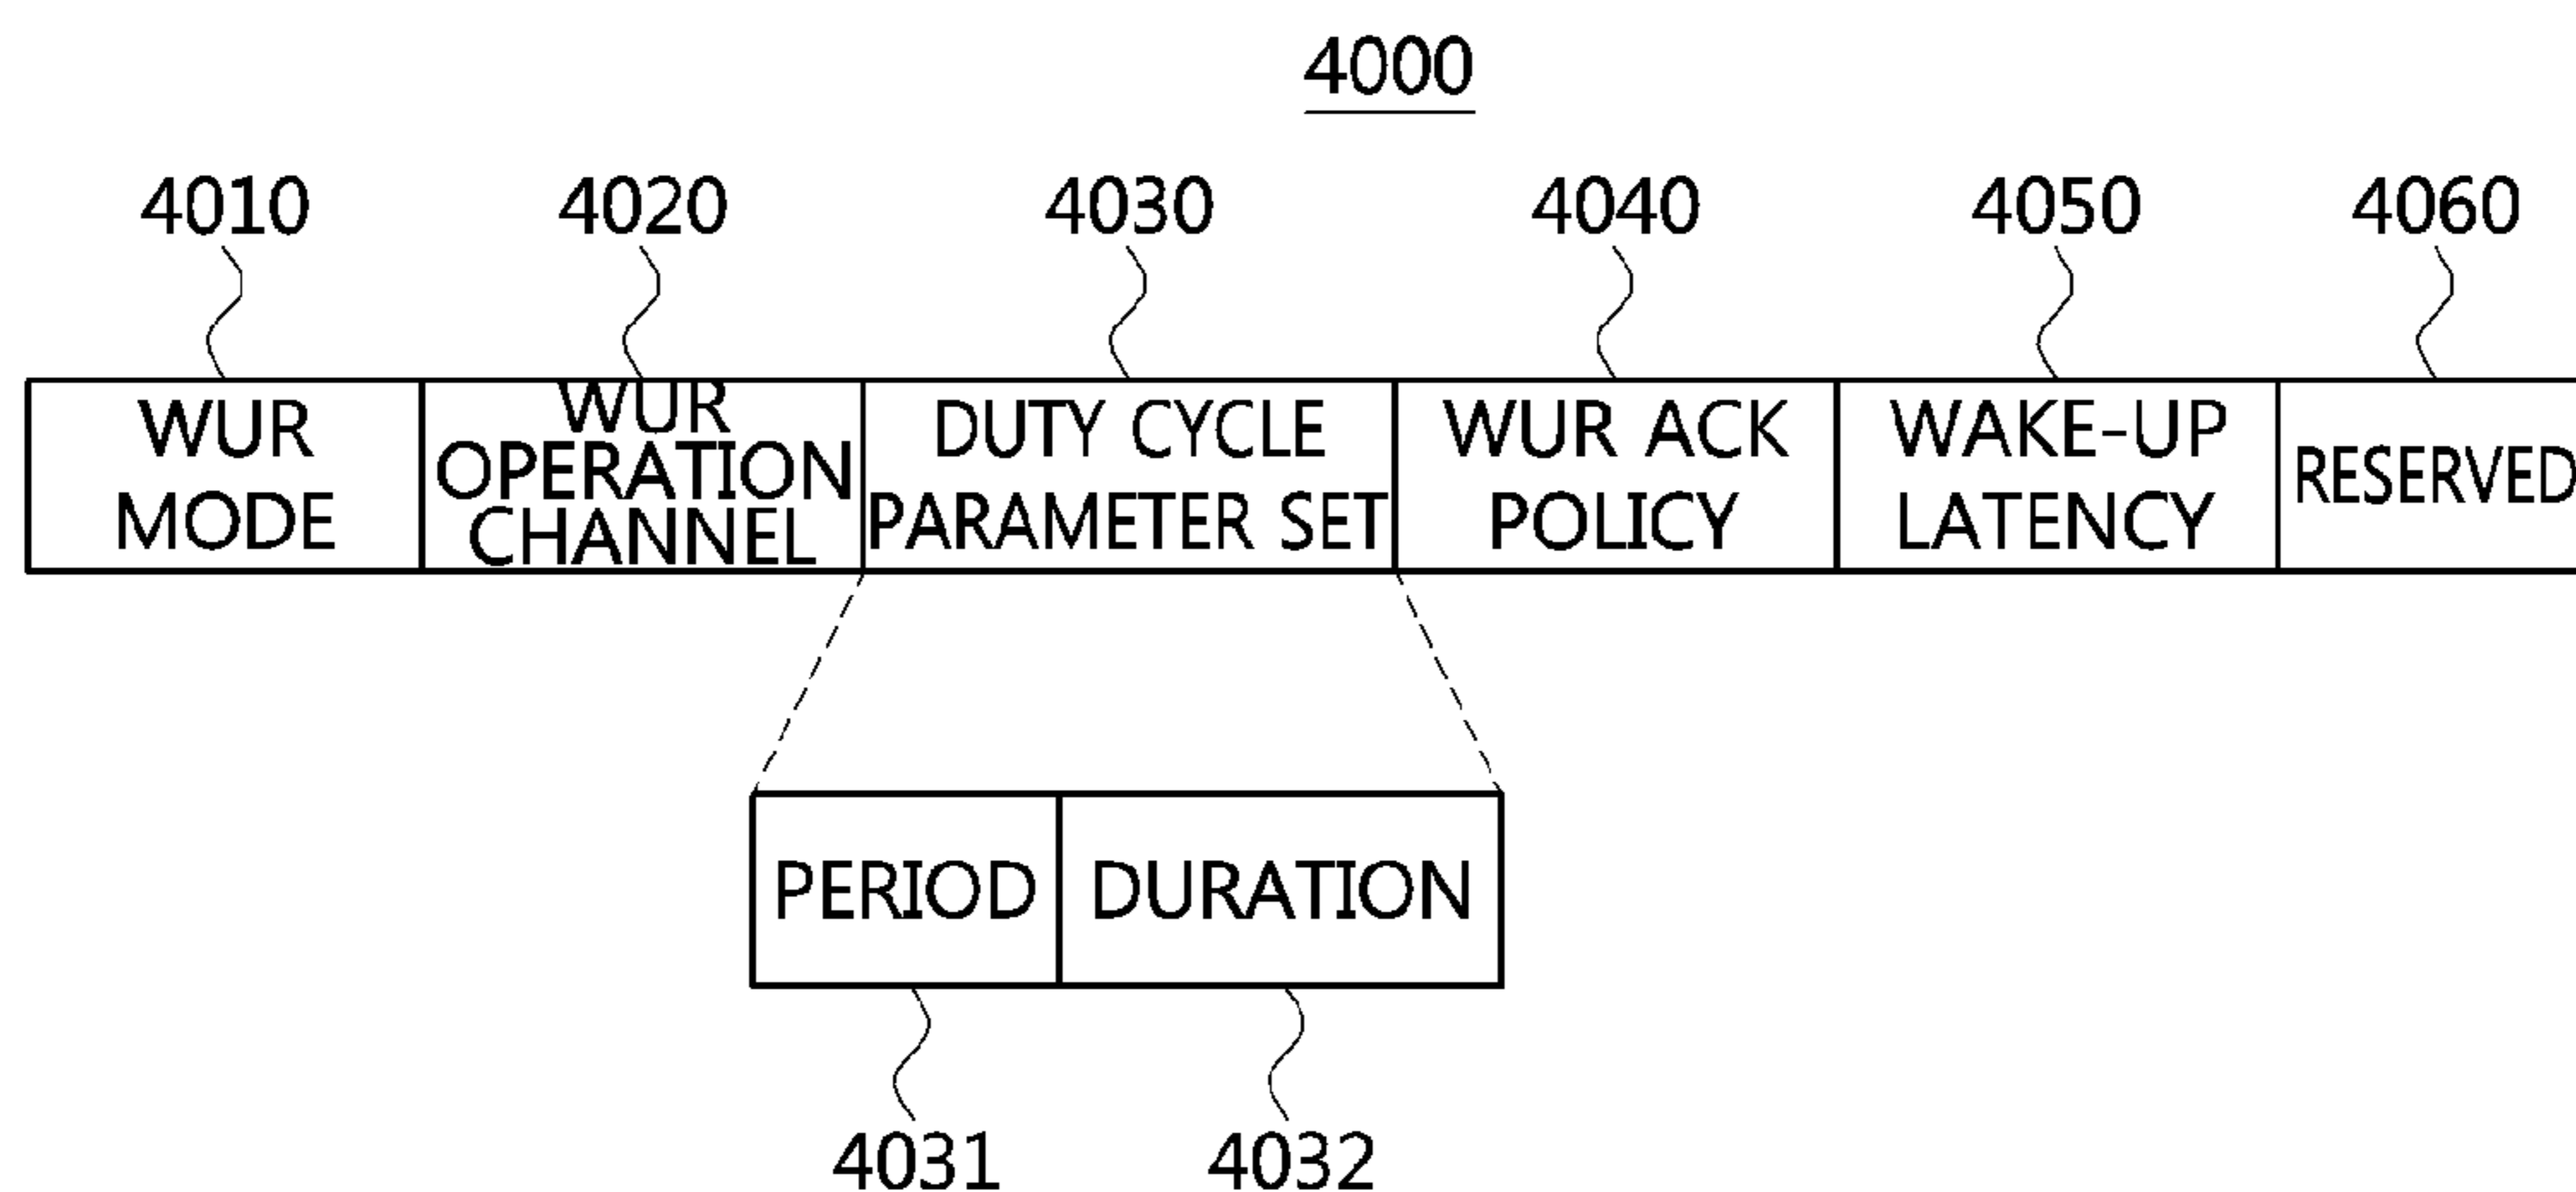 4000
4010 4020 4030 4040 4050 4060
WUR
MODE
WUR
OPERATION
CHANNEL
DUTY CYCLE
PARAMETER SET
WUR ACK
POLICY
WAKE-UP
LATENCY
RESERVED
PERIOD DURATION
4031 4032